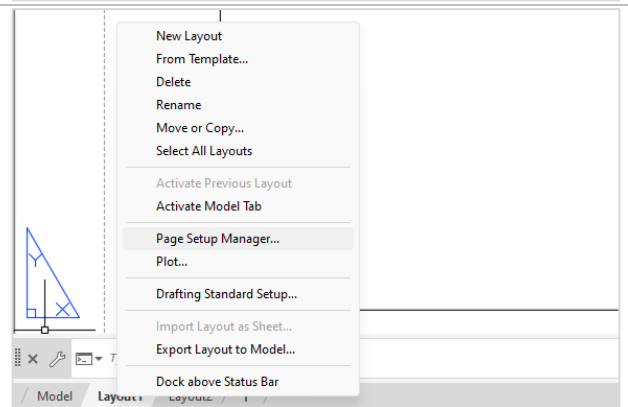 New Layout
From Template...
Delete
Rename
Move or Copy...
Select All Layouts
Activate Previous Layout
Activate Model Tab
Page Setup Manager...
Plot...
Drafting Standard Setup...
Import Layout as Sheet...
Export Layout to Model...
Dock above Status Bar
Y
X
Model Layout1 Layout2 +